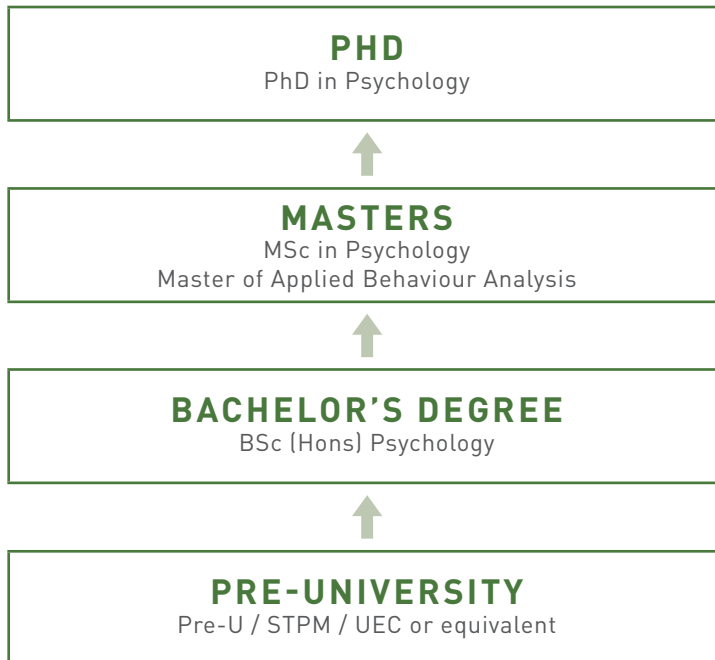 PHD
PhD in Psychology
MASTERS
MSc in Psychology
Master of Applied Behaviour Analysis
BACHELOR’S DEGREE
BSc (Hons) Psychology
PRE-UNIVERSITY
Pre-U / STPM / UEC or equivalent